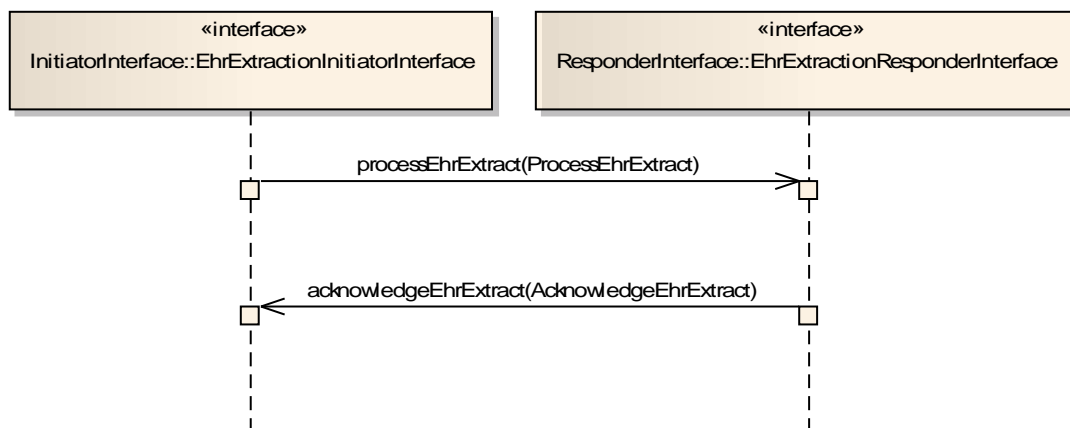 «interface»
InitiatorInterface::EhrExtractionInitiatorInterface
«interface»
ResponderInterface::EhrExtractionResponderInterface
processEhrExtract(ProcessEhrExtract)
acknowledgeEhrExtract(AcknowledgeEhrExtract)